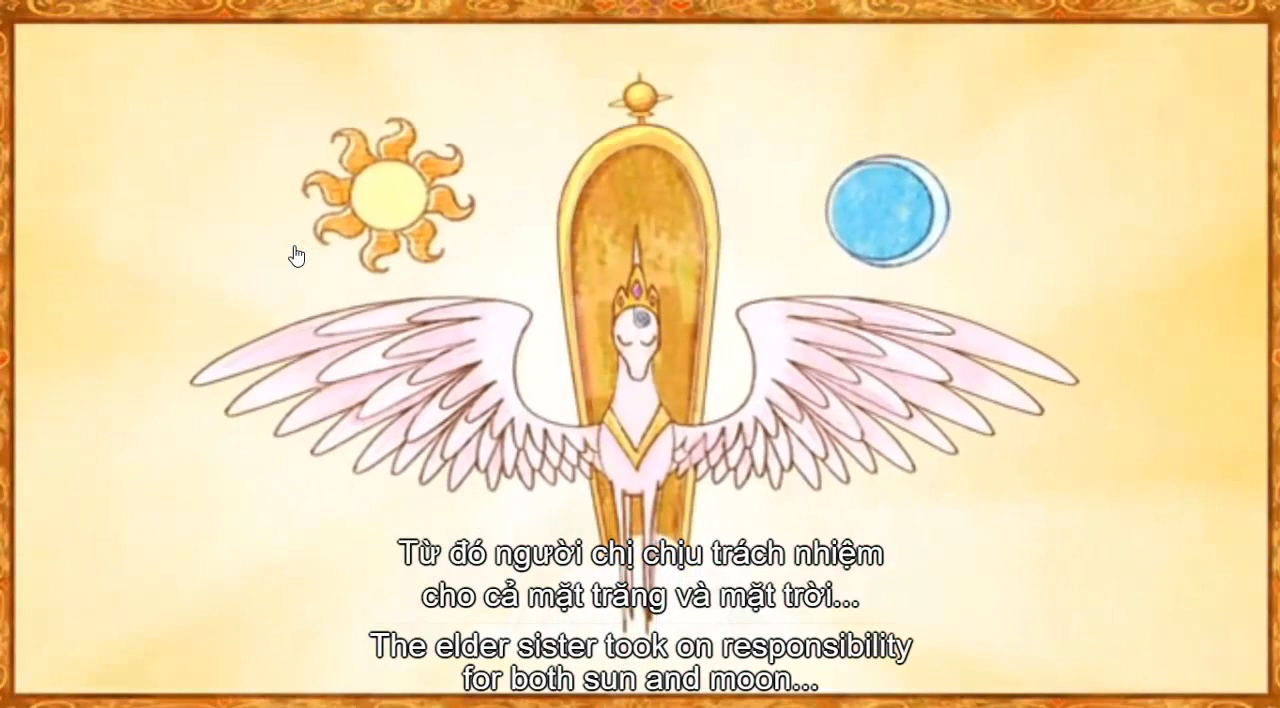 Từ đó người chị chịu trách nhiệm
cho cả mặt trăng và mặt trời...
The elder sister took on responsibility
for both sun and moon...